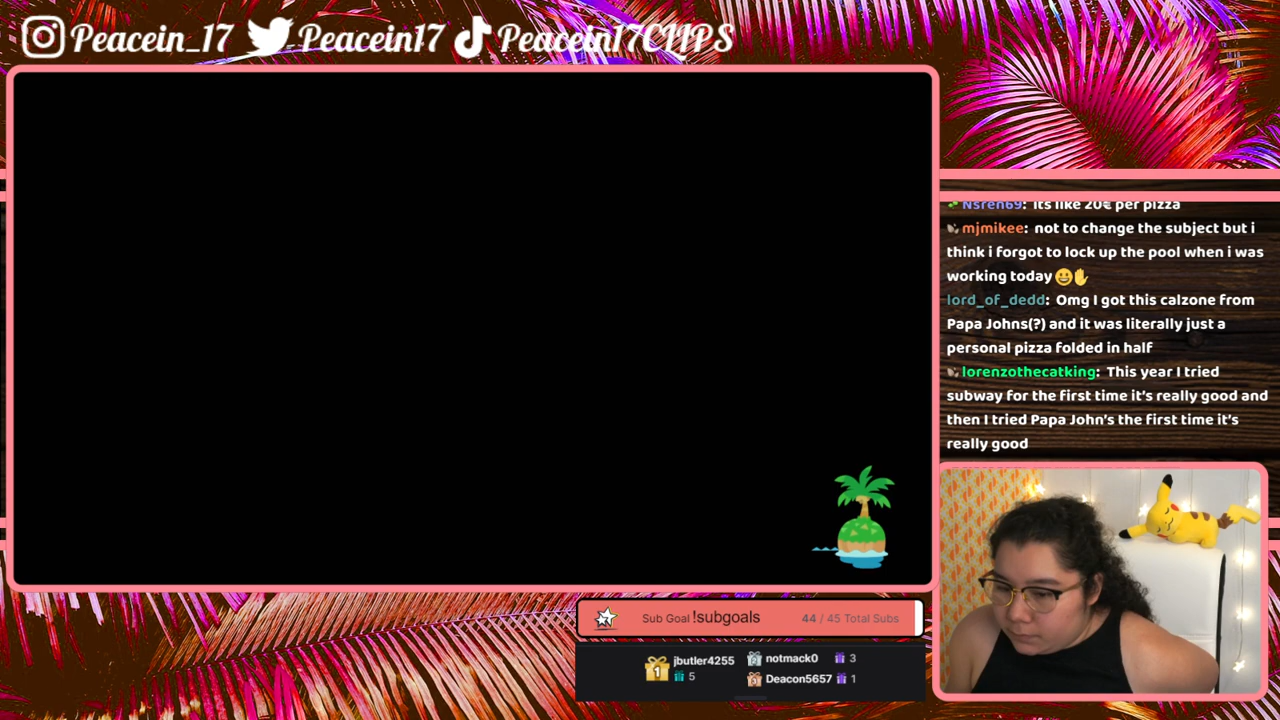 Peacein_17 Peacein17 Peacein17ClIPS
Nsren69: Its like 20€ per pizza
mjmikee: not to change the subject but i
think i forgot to lock up the pool when i was
working today
lord_of_dedd: Omg I got this calzone from
Papa Johns(?) and it was literally just a
personal pizza folded in half
lorenzothecatking: This year I tried
subway for the first time it's really good and
then I tried Papa John's the first time it's
really good
Sub Goal !subgoals 44 / 45 Total Subs
1 jbutler4255 5
2 notmack0 3
3 Deacon5657 1